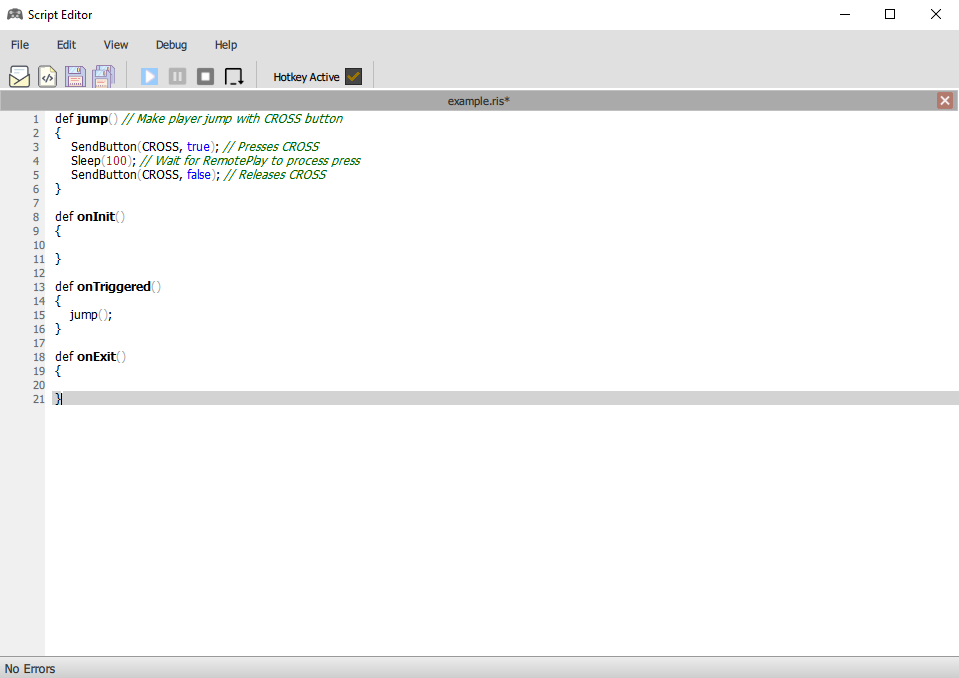 Script Editor
File Edit View Debug Help
Hotkey Active
example.ris*
1 def jump() // Make player jump with CROSS button
2 {
3 SendButton(CROSS, true); // Presses CROSS
4 Sleep(100); // Wait for RemotePlay to process press
5 SendButton(CROSS, false); // Releases CROSS
6 }
7
8 def onInit()
9 {
10
11 }
12
13 def onTriggered()
14 {
15 jump();
16 }
17
18 def onExit()
19 {
20
21 }
No Errors